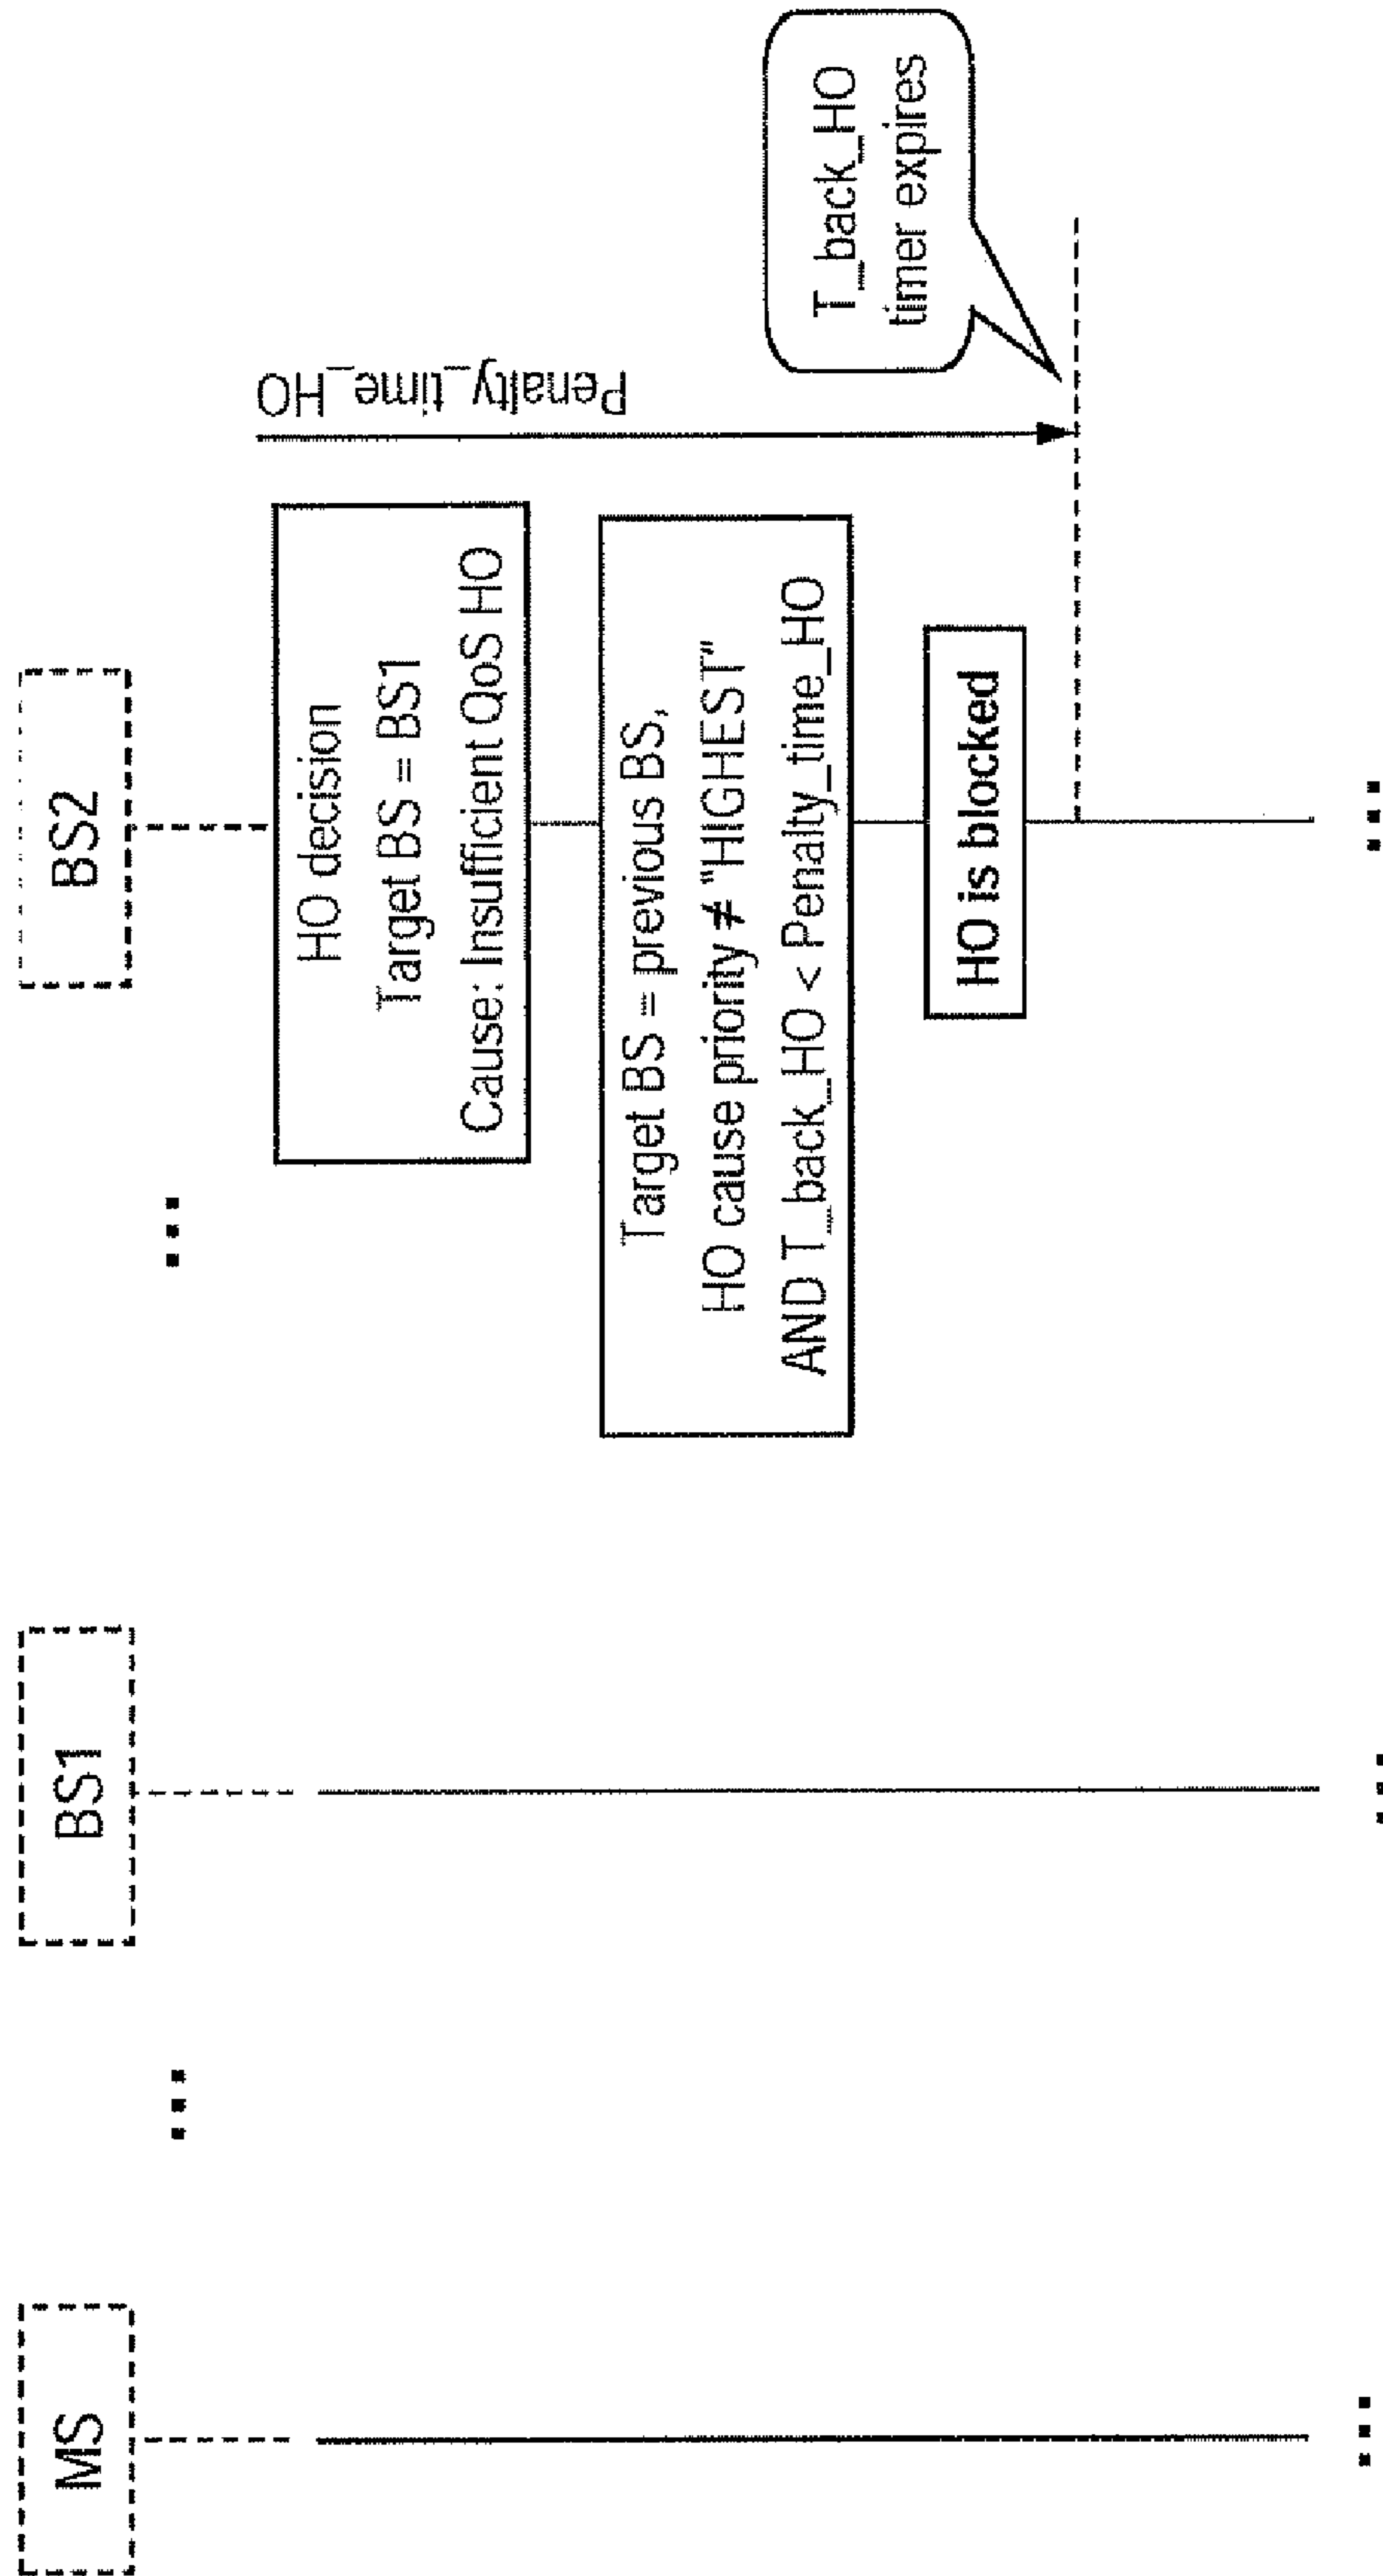 MS
BS1
BS2
HO decision
Target BS = BS1
Cause: Insufficient QoS HO
Target BS = previous BS,
HO cause priority ≠ "HIGHEST"
AND T_back_HO < Penalty_time_HO
HO is blocked
Penalty_time_HO
T_back_HO
timer expires